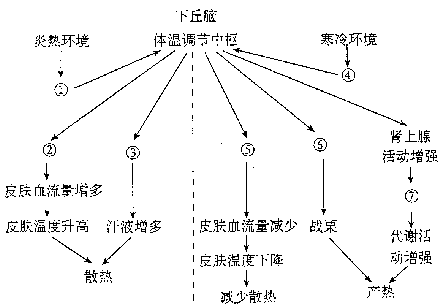 下丘脑
炎热环境
体温调节中枢
寒冷环境
①
④
②
③
⑤
⑥
肾上腺
活动增强
皮肤血流量增多
⑦
皮肤温度升高
汗液增多
皮肤血流量减少
战栗
代谢活
动增强
散热
皮肤温度下降
产热
减少散热